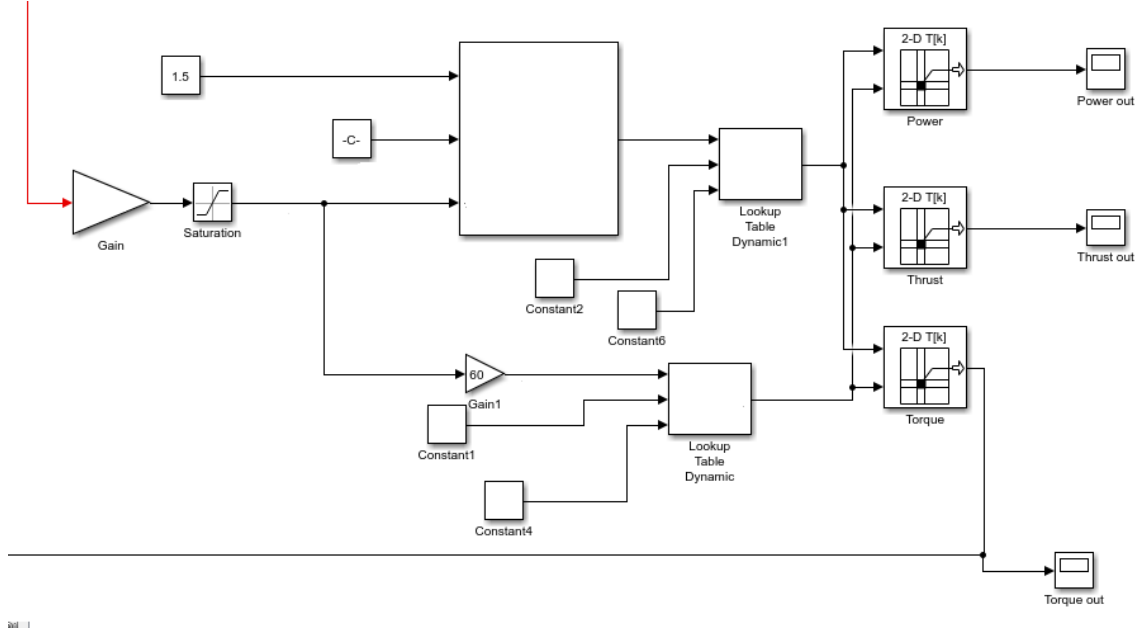 2-D T[k]
Power
Power out
1.5
-C-
Gain
Saturation
Lookup
Table
Dynamic1
2-D T[k]
Thrust
Thrust out
Constant2
Constant6
2-D T[k]
Torque
60
Gain1
Constant1
Lookup
Table
Dynamic
Constant4
Torque out